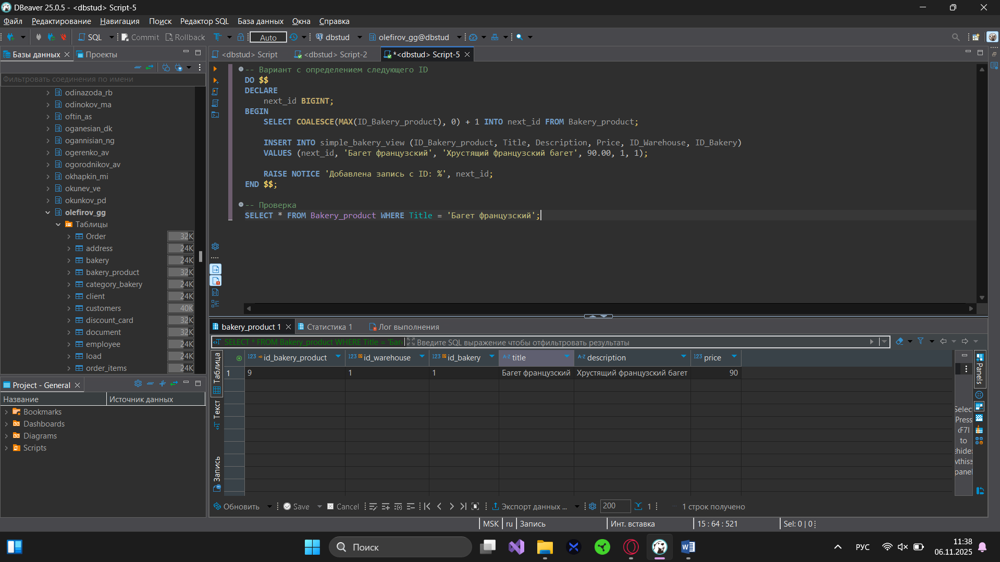 DBeaver 25.0.5 - <dbstud> Script-5
Файл Редактирование Навигация Поиск Редактор SQL База данных Окна Справка
SQL Commit Rollback Auto dbstud olefirov_gg@dbstud
Базы данных Проекты
Фильтровать соединения по имени
odinazoda_rb
odinokov_ma
oftin_as
oganesian_dk
ogannisian_ng
ogerenko_av
ogorodnikov_av
okhapkin_mi
okunev_ve
okunkov_pd
olefirov_gg
Таблицы
Order 32K
address 24K
bakery 24K
bakery_product 32K
category_bakery 24K
client 24K
customers 40K
discount_card 32K
document 32K
employee 24K
load 24K
order_items 24K
Project - General
Название Источник данных
Bookmarks
Dashboards
Diagrams
Scripts
<dbstud> Script <dbstud> Script-2 *<dbstud> Script-5
-- Вариант с определением следующего ID
DO $$
DECLARE
next_id BIGINT;
BEGIN
SELECT COALESCE(MAX(ID_Bakery_product), 0) + 1 INTO next_id FROM Bakery_product;
INSERT INTO simple_bakery_view (ID_Bakery_product, Title, Description, Price, ID_Warehouse, ID_Bakery)
VALUES (next_id, 'Багет французский', 'Хрустящий французский багет', 90.00, 1, 1);
RAISE NOTICE 'Добавлена запись с ID: %', next_id;
END $$;
-- Проверка
SELECT * FROM Bakery_product WHERE Title = 'Багет французский';
bakery_product 1 Статистика 1 Лог выполнения
SELECT * FROM Bakery_product WHERE Title = 'Баг Введите SQL выражение чтобы отфильтровать результаты
Таблица
Текст
Запись
123 id_bakery_product 123 id_warehouse 123 id_bakery A-Z title A-Z description 123 price
1 9 1 1 Багет французский Хрустящий французский багет 90
Panels
Selec
Press
F7
to
hide
this
panel
Обновить Save Cancel Экспорт данных ... 200 1 1 строк получено
MSK ru Запись Инт. вставка 15 : 64 : 521 Sel: 0 | 0
Поиск
РУС
11:38
06.11.2025